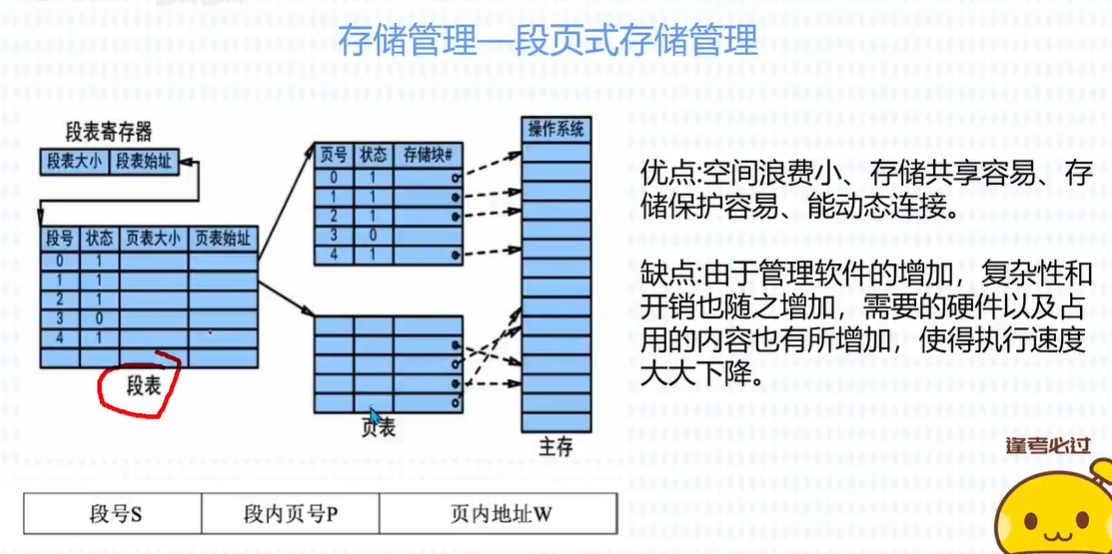 存储管理—段页式存储管理
段表寄存器
段表大小 段表始址
段号 状态 页表大小 页表始址
0 1
1 1
2 1
3 0
4 1
段表
页号 状态 存储块#
0 1
1 1
2 1
3 0
4 1
页表
操作系统
主存
优点:空间浪费小、存储共享容易、存
储保护容易、能动态连接。
缺点:由于管理软件的增加，复杂性和
开销也随之增加，需要的硬件以及占
用的内容也有所增加，使得执行速度
大大下降.
逢考必过
段号S 段内页号P 页内地址W